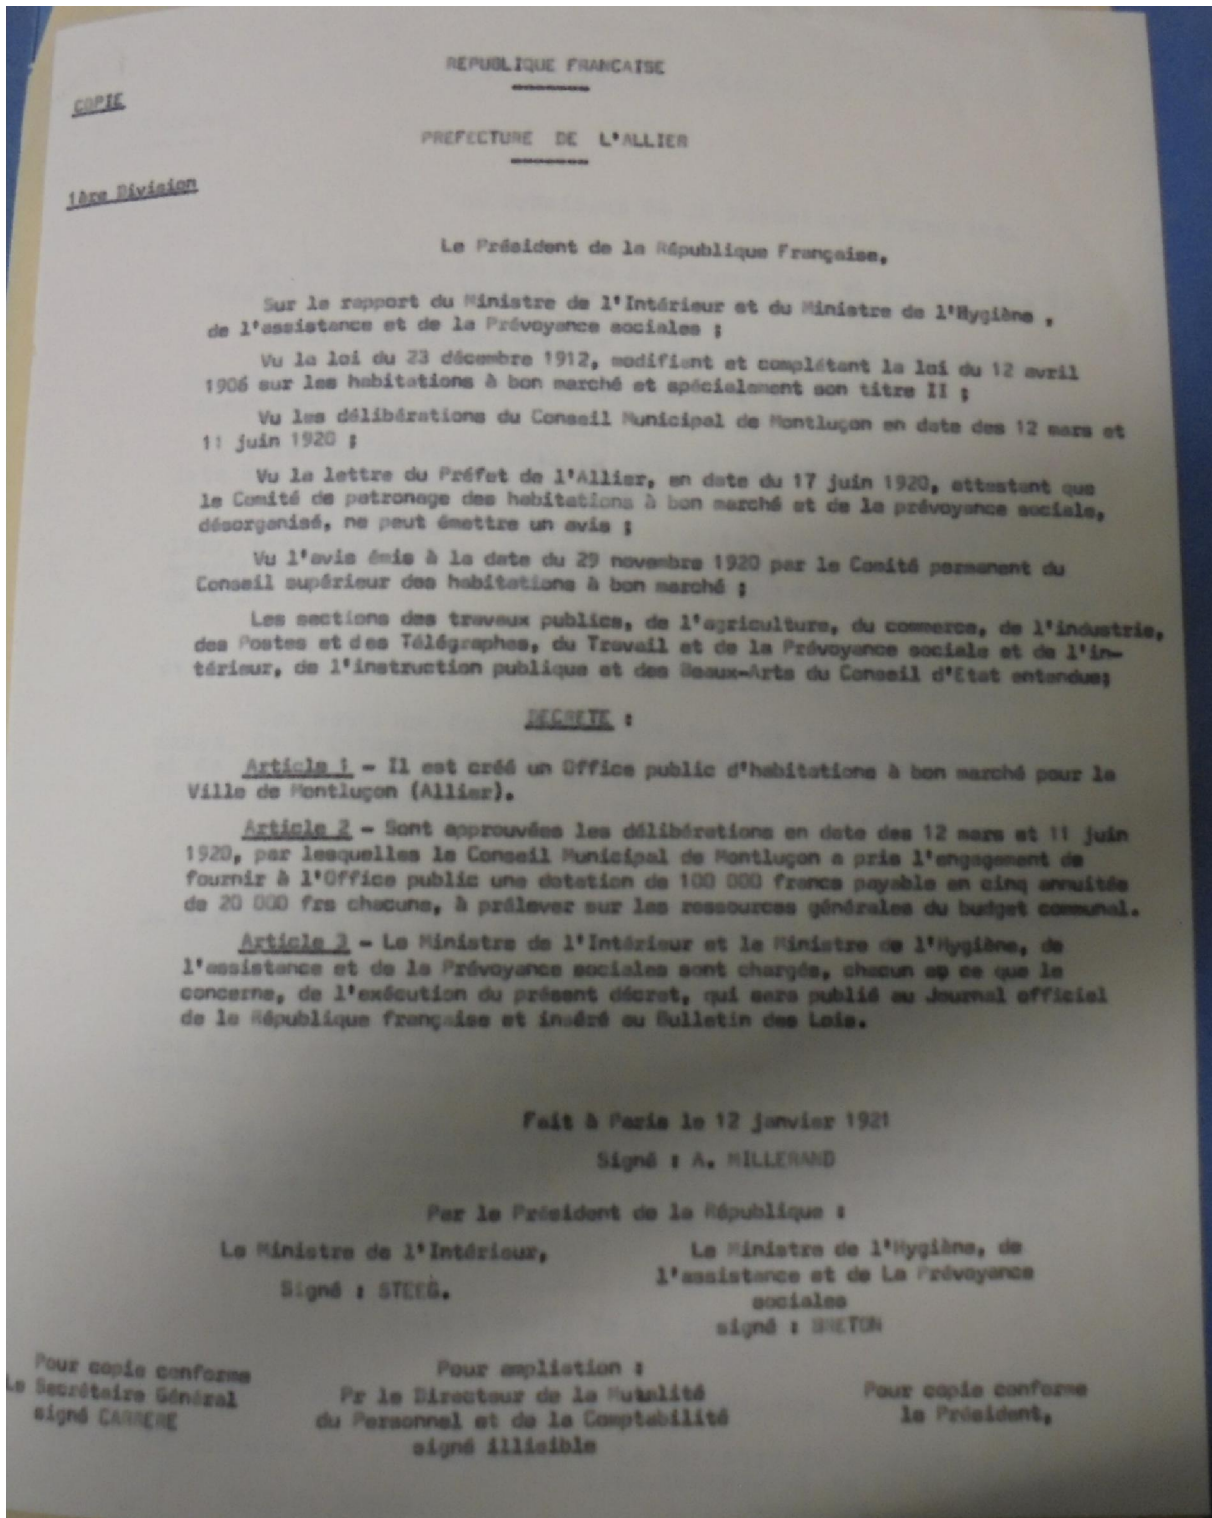 REPUBLIQUE FRANCAISE
COPIE
PREFECTURE DE L'ALLIER
1ère Division
Le Président de la République Française,
Sur le rapport du Ministre de l'Intérieur et du Ministre de l'Hygiène ,
de l'assistance et de la Prévoyance sociales ;
Vu la loi du 23 décembre 1912, modifiant et complétant la loi du 12 avril
1906 sur les habitations à bon marché et spécialement son titre II ;
Vu les délibérations du Conseil Municipal de Montluçon en date des 12 mars et
11 juin 1920 ;
Vu la lettre du Préfet de l'Allier, en date du 17 juin 1920, attestant que
le Comité de patronage des habitations à bon marché et de la prévoyance sociale,
désorganisé, ne peut émettre un avis ;
Vu l'avis émis à la date du 29 novembre 1920 par le Comité permanent du
Conseil supérieur des habitations à bon marché ;
Les sections des travaux publics, de l'agriculture, du commerce, de l'industrie,
des Postes et des Télégraphes, du Travail et de la Prévoyance sociale et de l'in-
térieur, de l'instruction publique et des Beaux-Arts du Conseil d'Etat entendue;
DECRETE :
Article 1 - Il est créé un Office public d'habitations à bon marché pour la
Ville de Montluçon (Allier).
Article 2 - Sont approuvées les délibérations en date des 12 mars et 11 juin
1920, par lesquelles le Conseil Municipal de Montluçon a pris l'engagement de
fournir à l'Office public une dotation de 100 000 francs payable en cinq annuités
de 20 000 frs chacune, à prélever sur les ressources générales du budget communal.
Article 3 - Le Ministre de l'Intérieur et le Ministre de l'Hygiène, de
l'assistance et de la Prévoyance sociales sont chargés, chacun en ce que le
concerne, de l'exécution du présent décret, qui sera publié au Journal officiel
de la République française et inséré au Bulletin des Lois.
Fait à Paris le 12 janvier 1921
Signé : A. MILLERAND
Par le Président de la République :
Le Ministre de l'Intérieur,
Signé : STEEG.
Le Ministre de l'Hygiène, de
l'assistance et de La Prévoyance
sociales
signé : BRETON
Pour copie conforme
Le Secrétaire Général
signé CARRERE
Pour ampliation :
Pr le Directeur de la Mutalité
du Personnel et de la Comptabilité
signé illisible
Pour copie conforme
le Président,